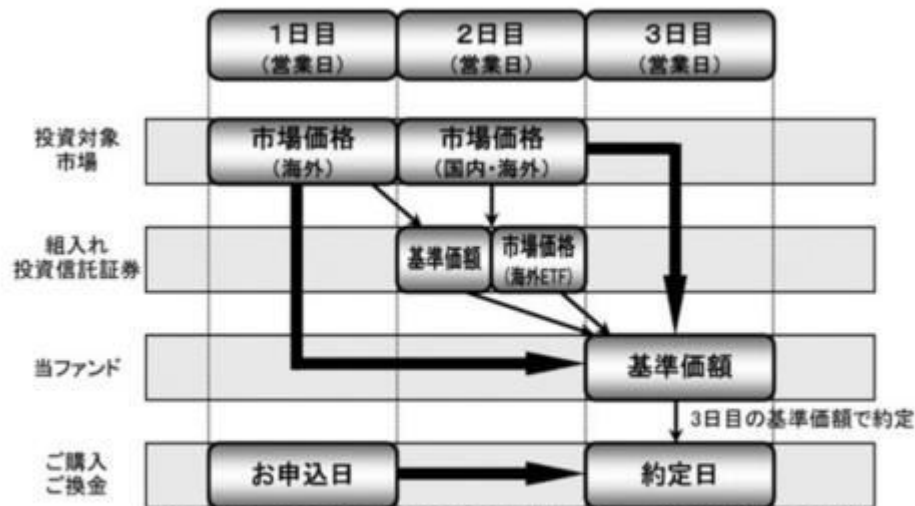 1日目
(営業日)
2日目
(営業日)
3日目
(営業日)
投資対象
市場
市場価格
(海外)
市場価格
(国内・海外)
組入れ
投資信託証券
基準価額
市場価格
(海外ETF)
当ファンド
基準価額
3日目の基準価額で約定
ご購入
ご換金
お申込日
約定日